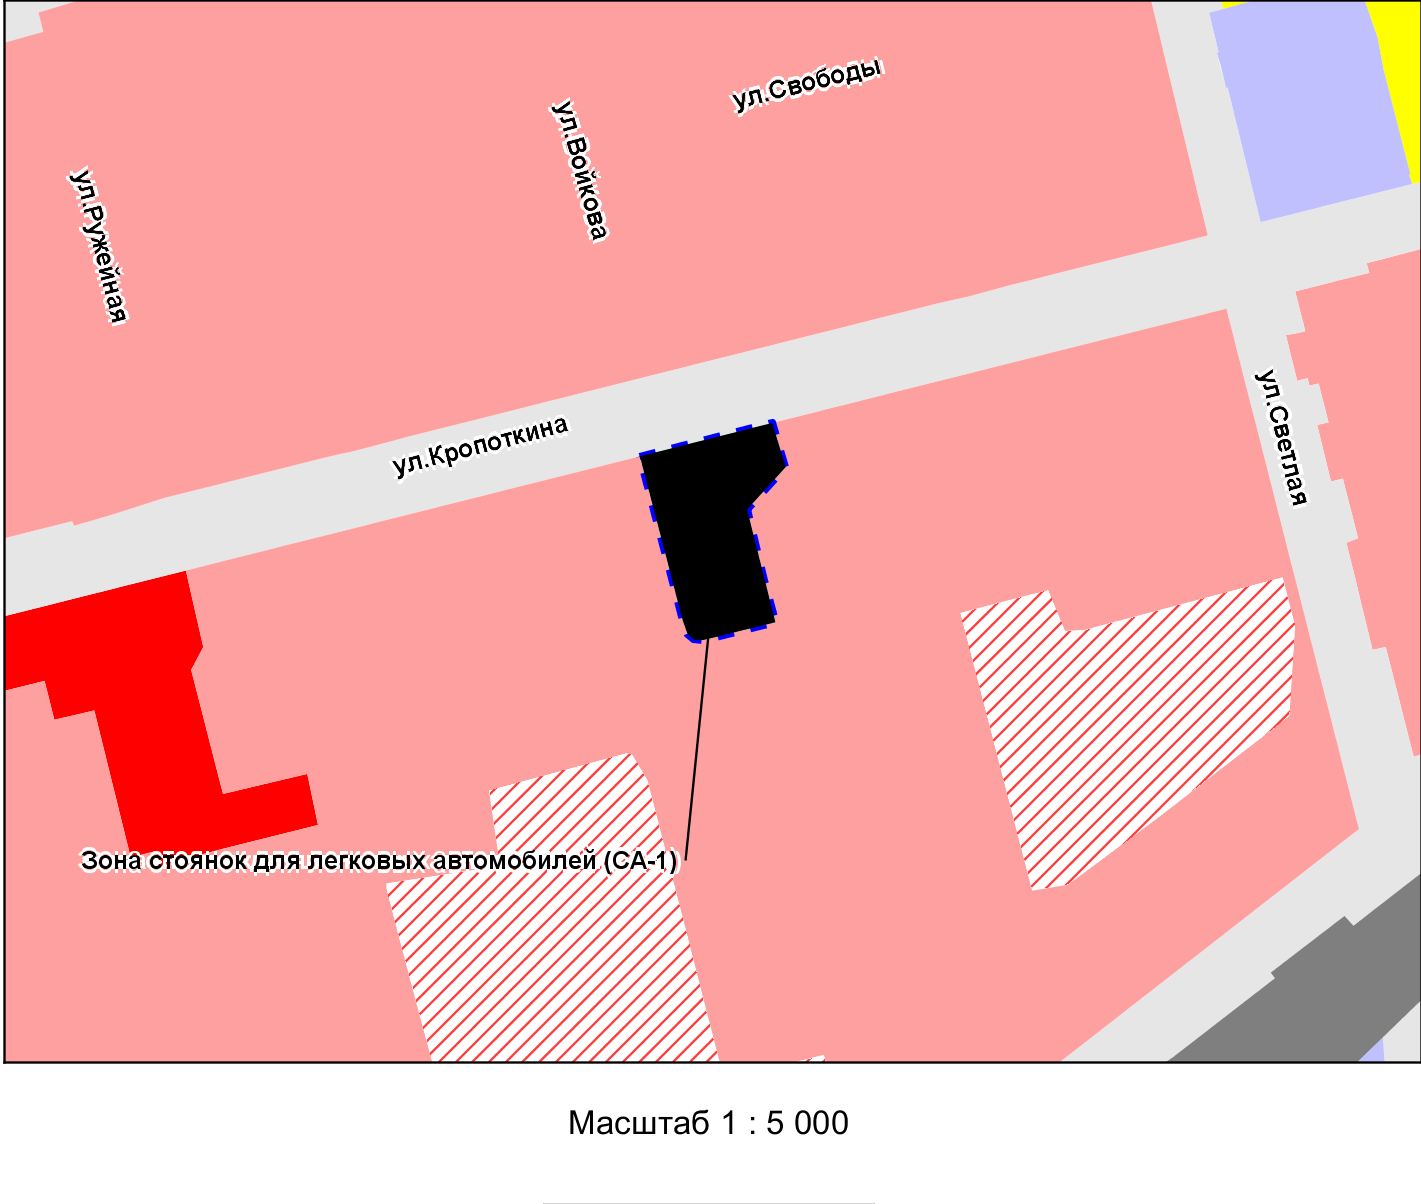 ул.Свободы
ул.Войкова
ул.Ружейная
ул.Кропоткина
ул.Светлая
Зона стоянок для легковых автомобилей (СА-1)
Масштаб 1 : 5 000